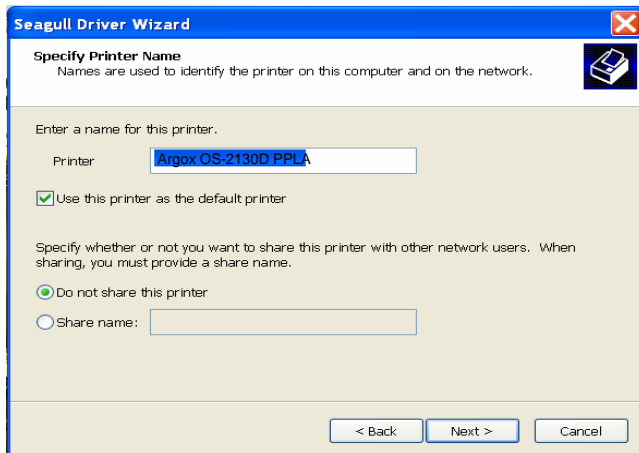 Seagull Driver Wizard
Specify Printer Name
Names are used to identify the printer on this computer and on the network.
Enter a name for this printer.
Printer
Argox OS-2130D PPLA
Use this printer as the default printer
Specify whether or not you want to share this printer with other network users. When
sharing, you must provide a share name.
Do not share this printer
Share name:
< Back
Next >
Cancel